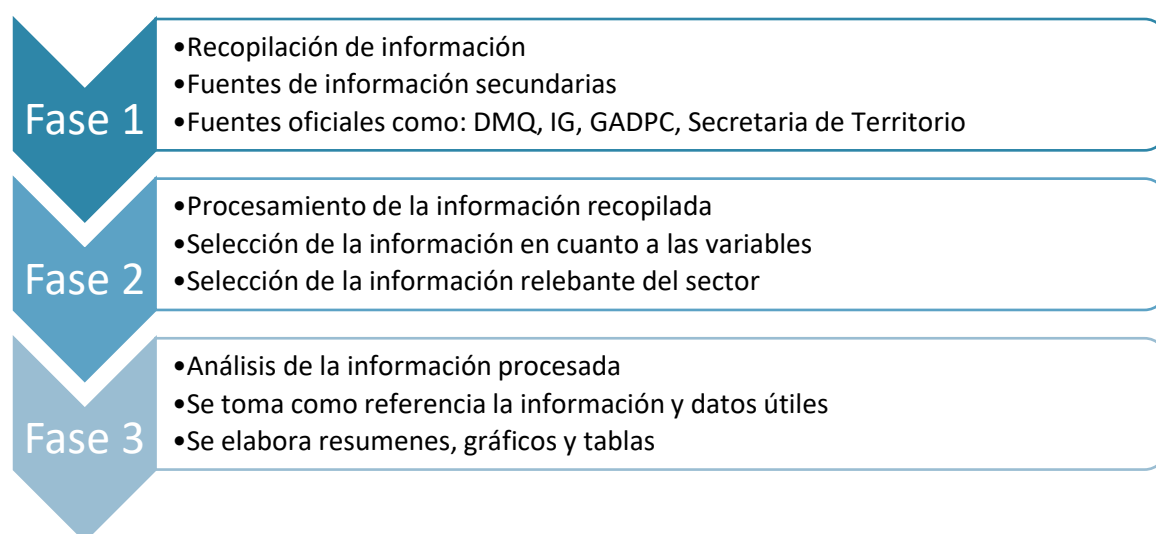 Fase 1
•Recopilación de información
•Fuentes de información secundarias
•Fuentes oficiales como: DMQ, IG, GADPC, Secretaria de Territorio
Fase 2
•Procesamiento de la información recopilada
•Selección de la información en cuanto a las variables
•Selección de la información relebante del sector
Fase 3
•Análisis de la información procesada
•Se toma como referencia la información y datos útiles
•Se elabora resumenes, gráficos y tablas